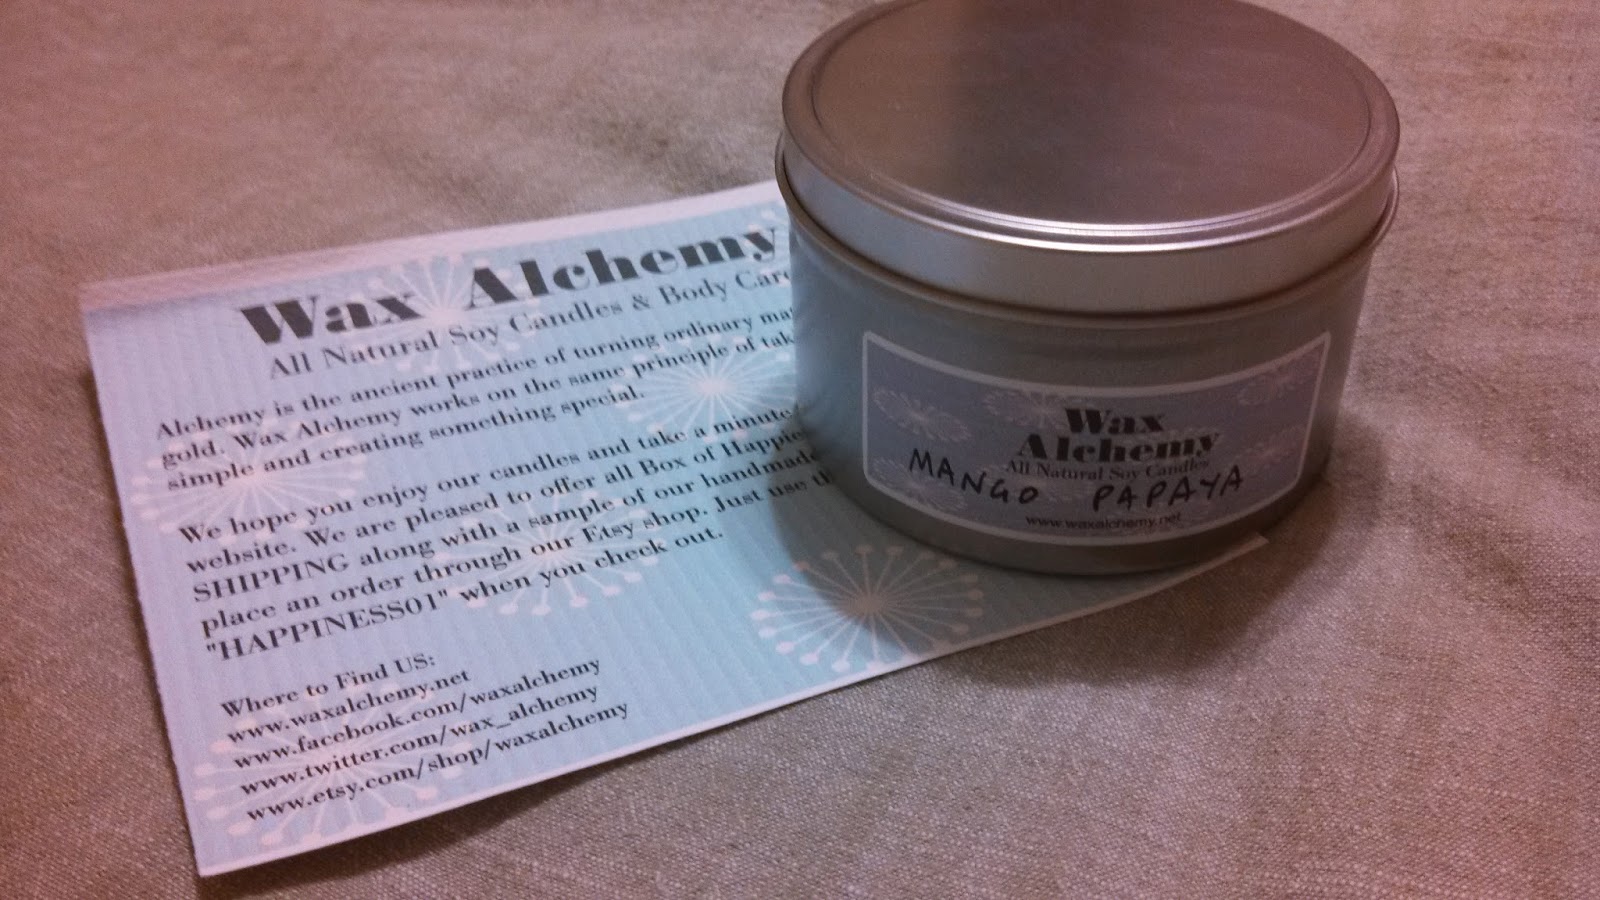 Wax Alchemy
All Natural Soy Candles & Body Care
Alchemy is the ancient practice of turning ordinary
gold. Wax Alchemy works on the same principle of
simple and creating something special.
We hope you enjoy our candles and take a minute
website. We are pleased to offer all Box of
SHIPPING along with a sample of our handmade
place an order through our Etsy shop. Just use
"HAPPINESS01" when you check out.
Where to Find US:
www.waxalchemy.net
www.facebook.com/waxalchemy
www.twitter.com/wax_alchemy
www.etsy.com/shop/waxalchemy
Wax
Alchemy
All Natural Soy Candles
MANGO PAPAYA
www.waxalchemy.net